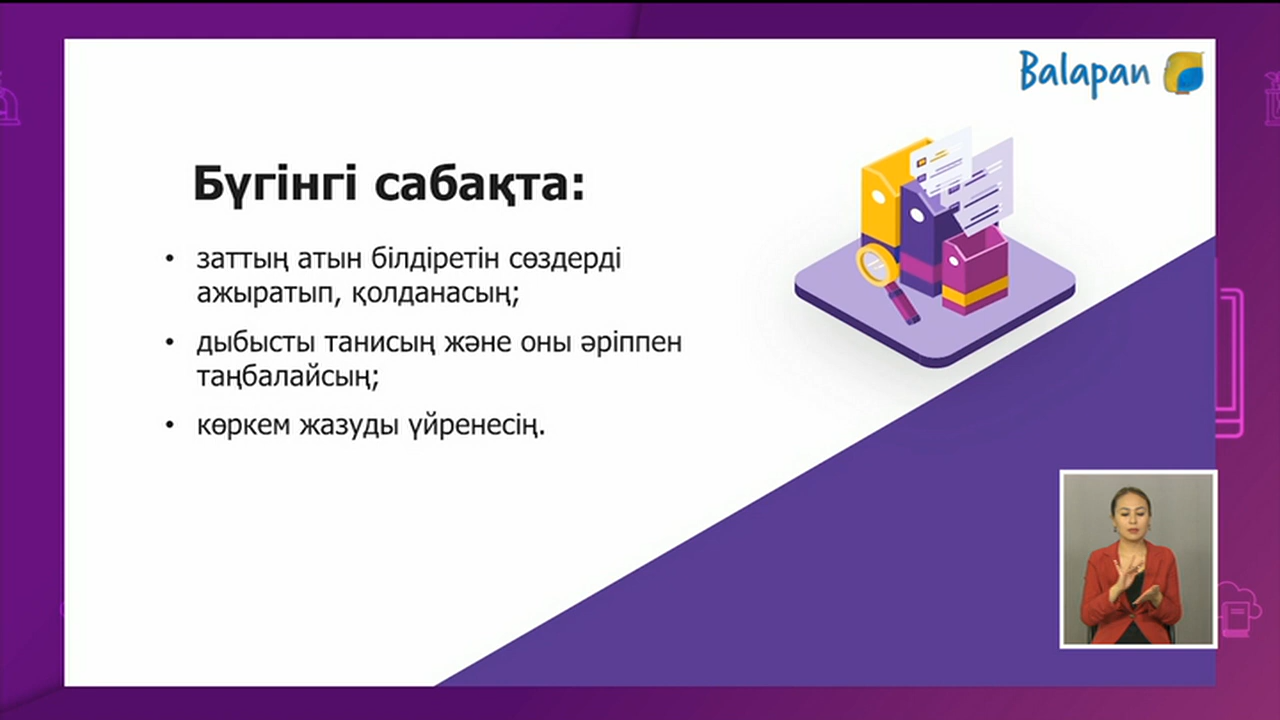 Balapan
Бүгінгі сабақта:
• заттың атын білдіретін сөздерді
ажыратып, қолданасың;
• дыбысты танисың және оны әріппен
таңбалайсың;
• көркем жазуды үйренесің.